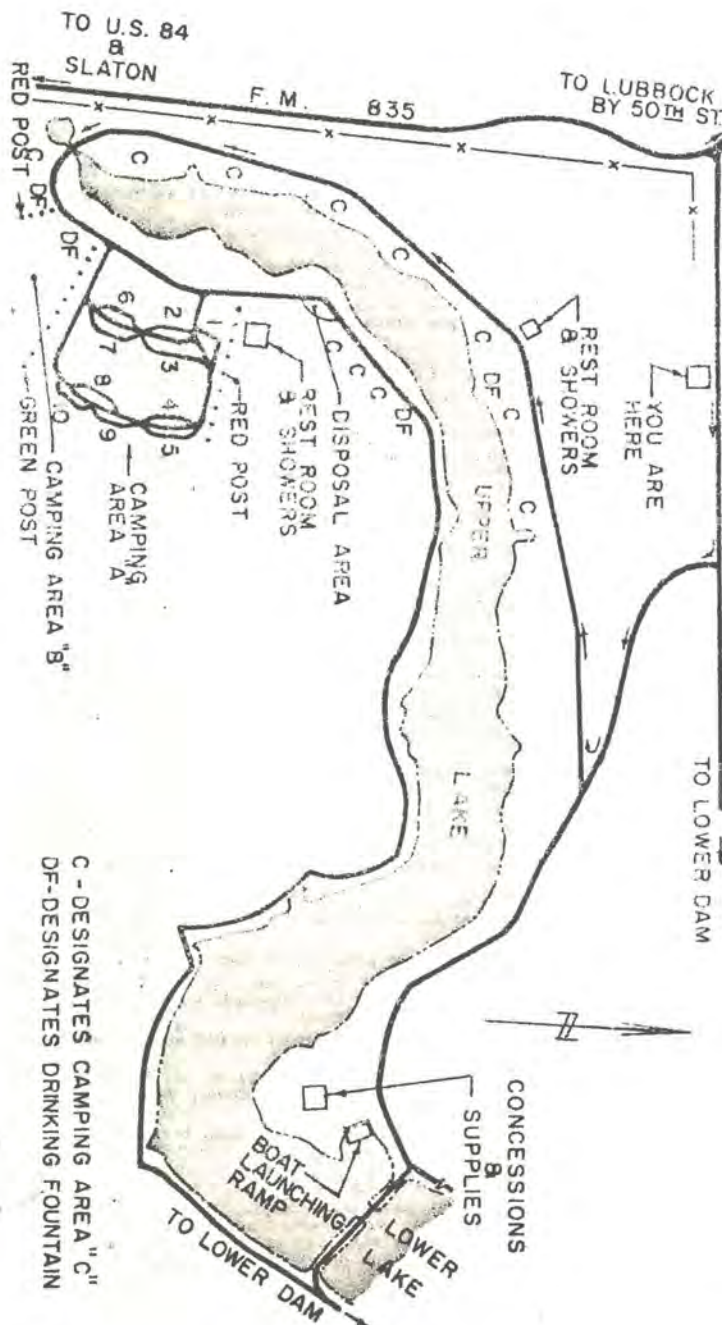 TO U.S. 84
&
SLATON
F. M. 835
TO LUBBOCK
BY 50TH ST.
RED POST
C
DF
DF
C
C
C
C
C
DF
C
C
REST ROOM
& SHOWERS
YOU ARE
HERE
TO LOWER DAM
UPPER
LAKE
C
C
C
DF
DISPOSAL AREA
REST ROOM
& SHOWERS
RED POST
1
2
3
4
5
6
7
8
9
CAMPING
AREA "A"
CAMPING AREA "B"
GREEN POST
N
CONCESSIONS
&
SUPPLIES
BOAT
LAUNCHING
RAMP
LOWER
LAKE
TO LOWER DAM
C - DESIGNATES CAMPING AREA "C"
DF-DESIGNATES DRINKING FOUNTAIN